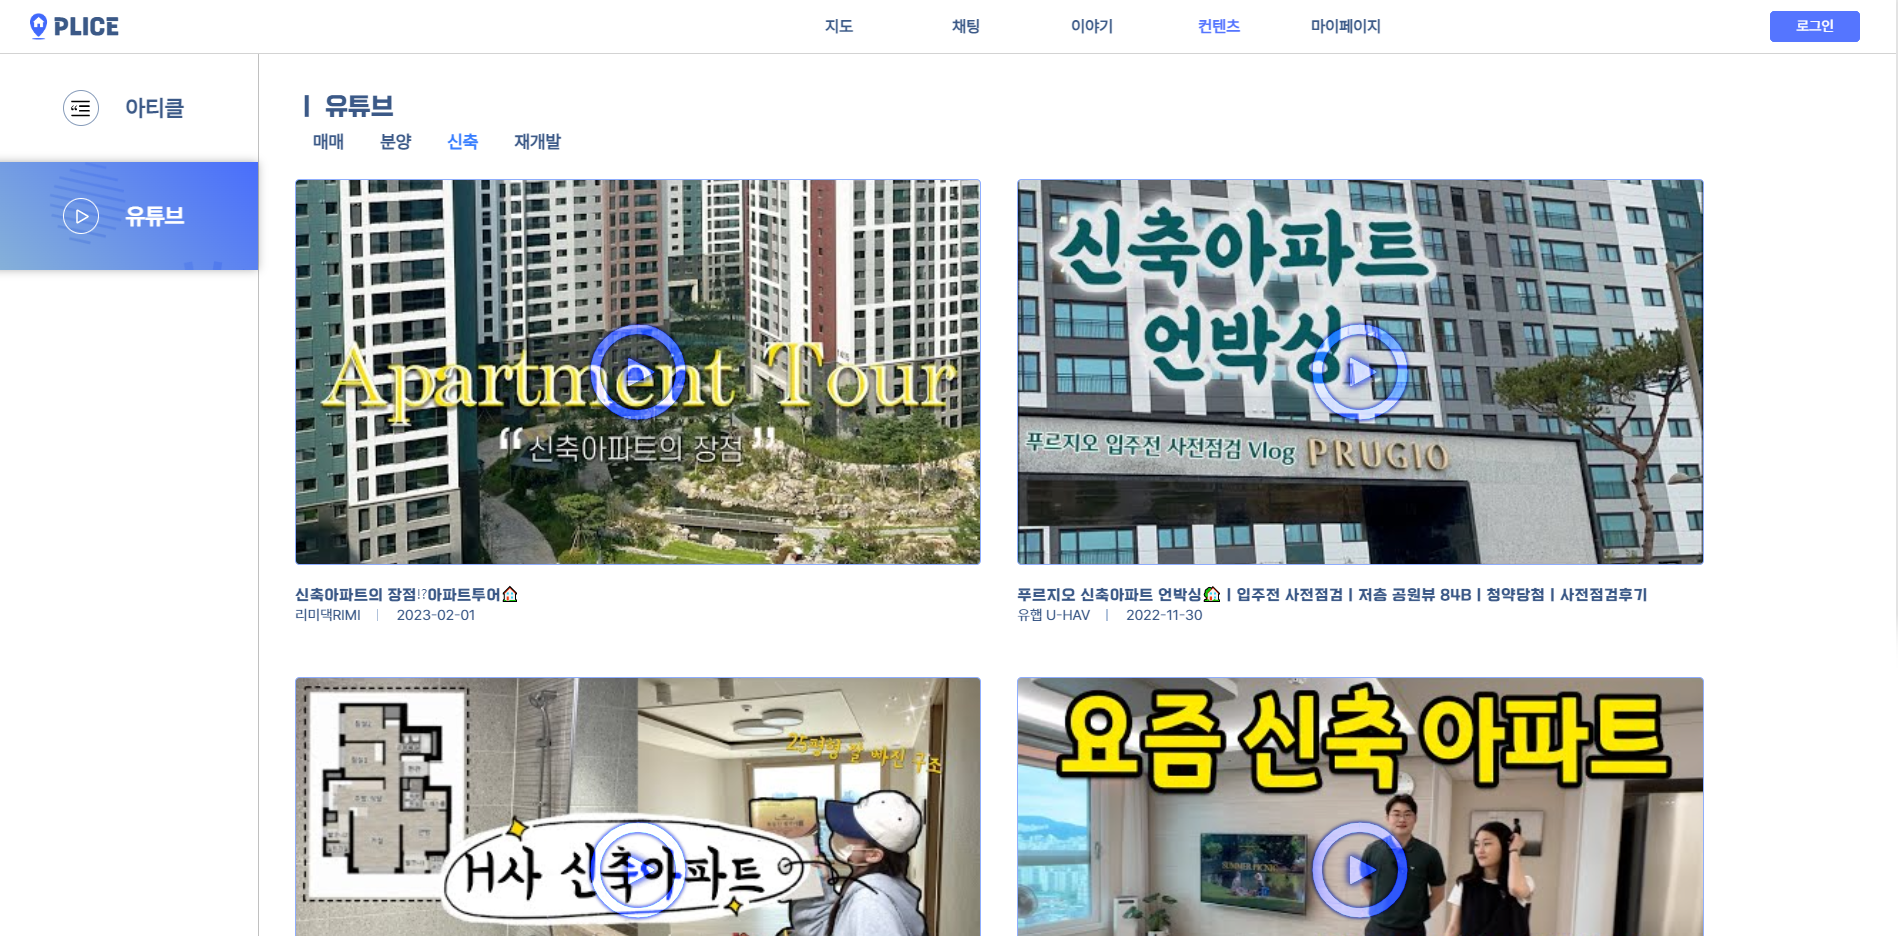 PLICE
지도
채팅
이야기
컨텐츠
마이페이지
로그인
아티클
유튜브
| 유튜브
매매
분양
신축
재개발
Apartment Tour
“신축아파트의 장점”
신축아파트
언박싱
푸르지오 입주전 사전점검 Vlog
PRUGIO
신축아파트의 장점!?아파트투어🏠
리미댁RIMI | 2023-02-01
푸르지오 신축아파트 언박싱🏡 | 입주전 사전점검 | 저층 공원뷰 84B | 청약당첨 | 사전점검후기
유햅 U-HAV | 2022-11-30
25평형 잘 빠진 구조
H사 신축아파트
요즘 신축 아파트
SUMMER PICNIC